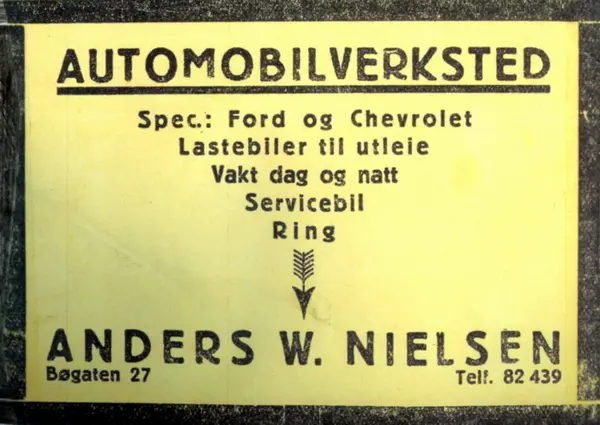 AUTOMOBILVERKSTED
Spec.: Ford og Chevrolet
Lastebiler til utleie
Vakt dag og natt
Servicebil
Ring
ANDERS W. NIELSEN
Bøgaten 27
Telf. 82 439